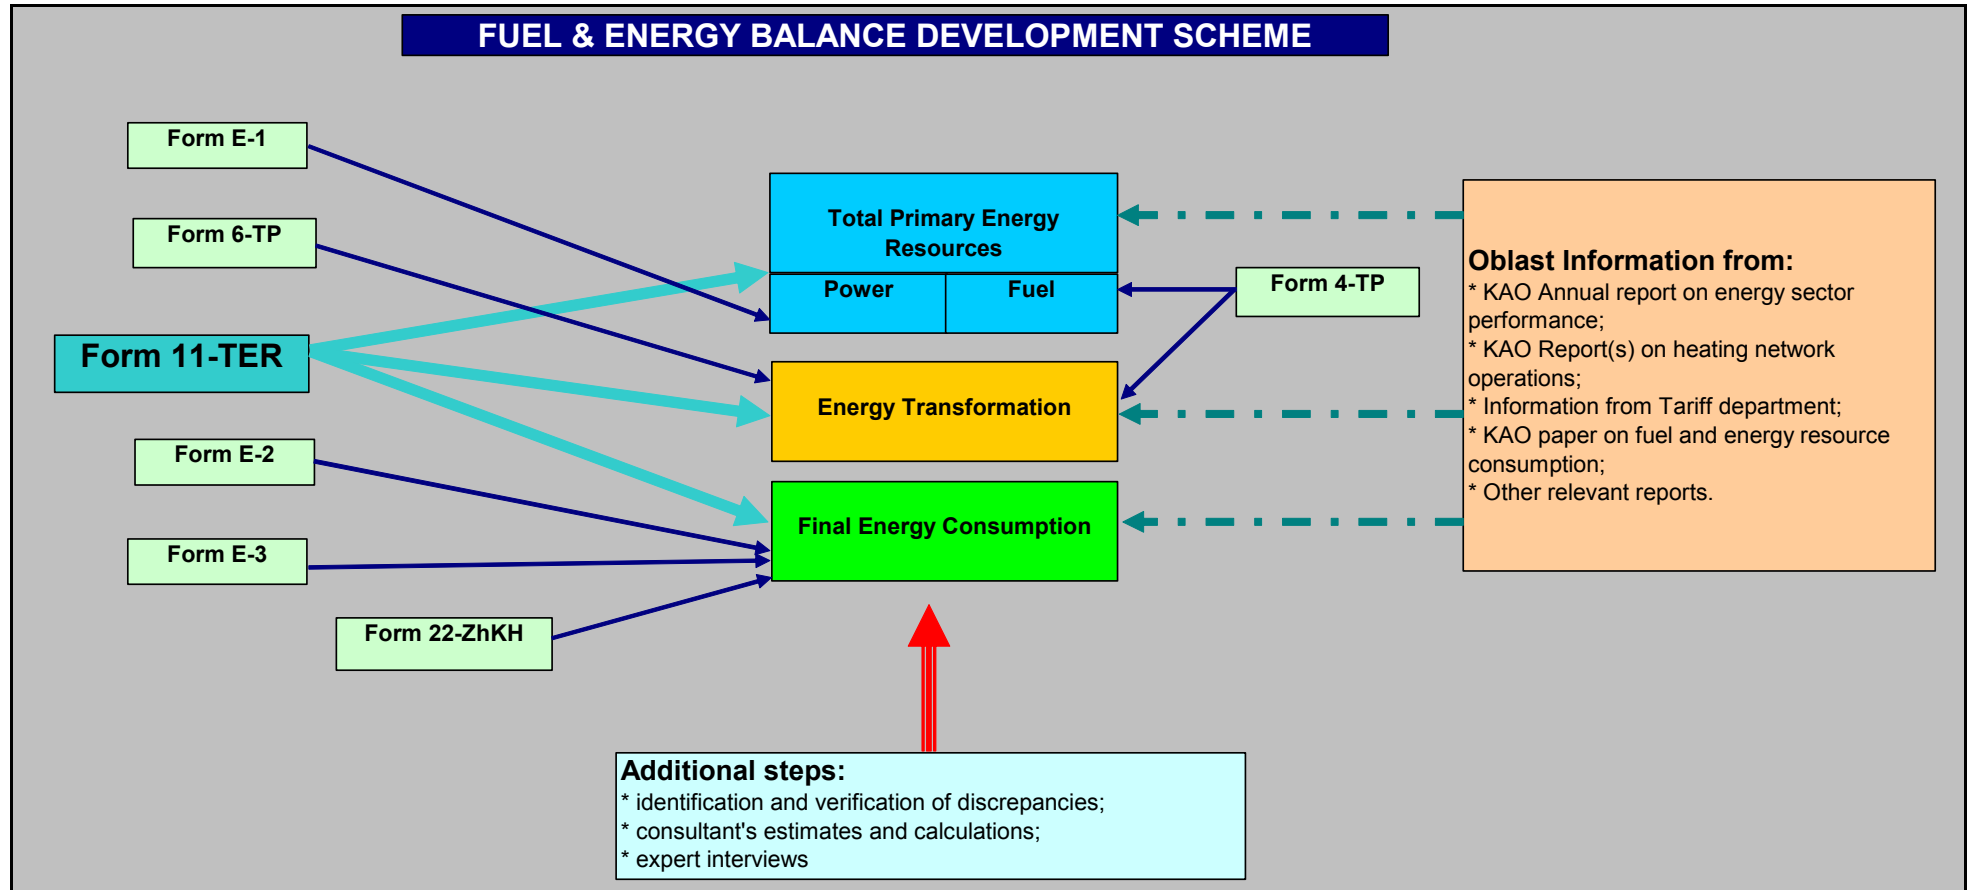 FUEL & ENERGY BALANCE DEVELOPMENT SCHEME
Form E-1
Form 6-TP
Form 11-TER
Form E-2
Form E-3
Form 22-ZhKH
Total Primary Energy
Resources
Power
Fuel
Energy Transformation
Final Energy Consumption
Form 4-TP
Oblast Information from:
* KAO Annual report on energy sector
performance;
* KAO Report(s) on heating network
operations;
* Information from Tariff department;
* KAO paper on fuel and energy resource
consumption;
* Other relevant reports.
Additional steps:
* identification and verification of discrepancies;
* consultant's estimates and calculations;
* expert interviews